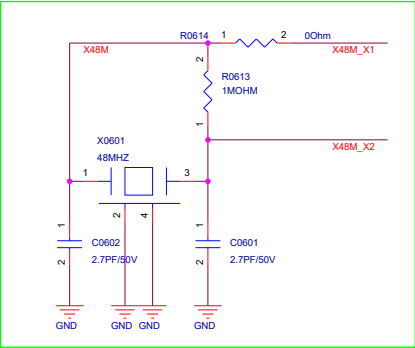 R0614
1
2
0Ohm
X48M
X48M_X1
2
R0613
1MOHM
1
X0601
48MHZ
X48M_X2
1
3
2
4
1
C0602
2
2.7PF/50V
1
C0601
2
2.7PF/50V
GND
GND
GND
GND